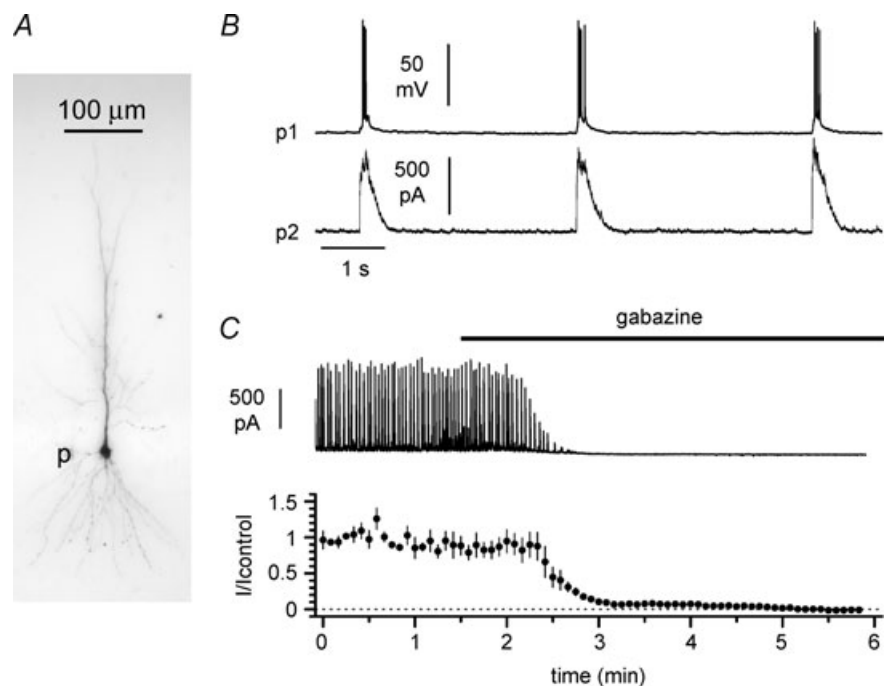 A
100 μm
p
B
50
mV
p1
500
pA
p2
1 s
C
gabazine
500
pA
1.5
1
0.5
0
I/Icontrol
0 1 2 3 4 5 6
time (min)